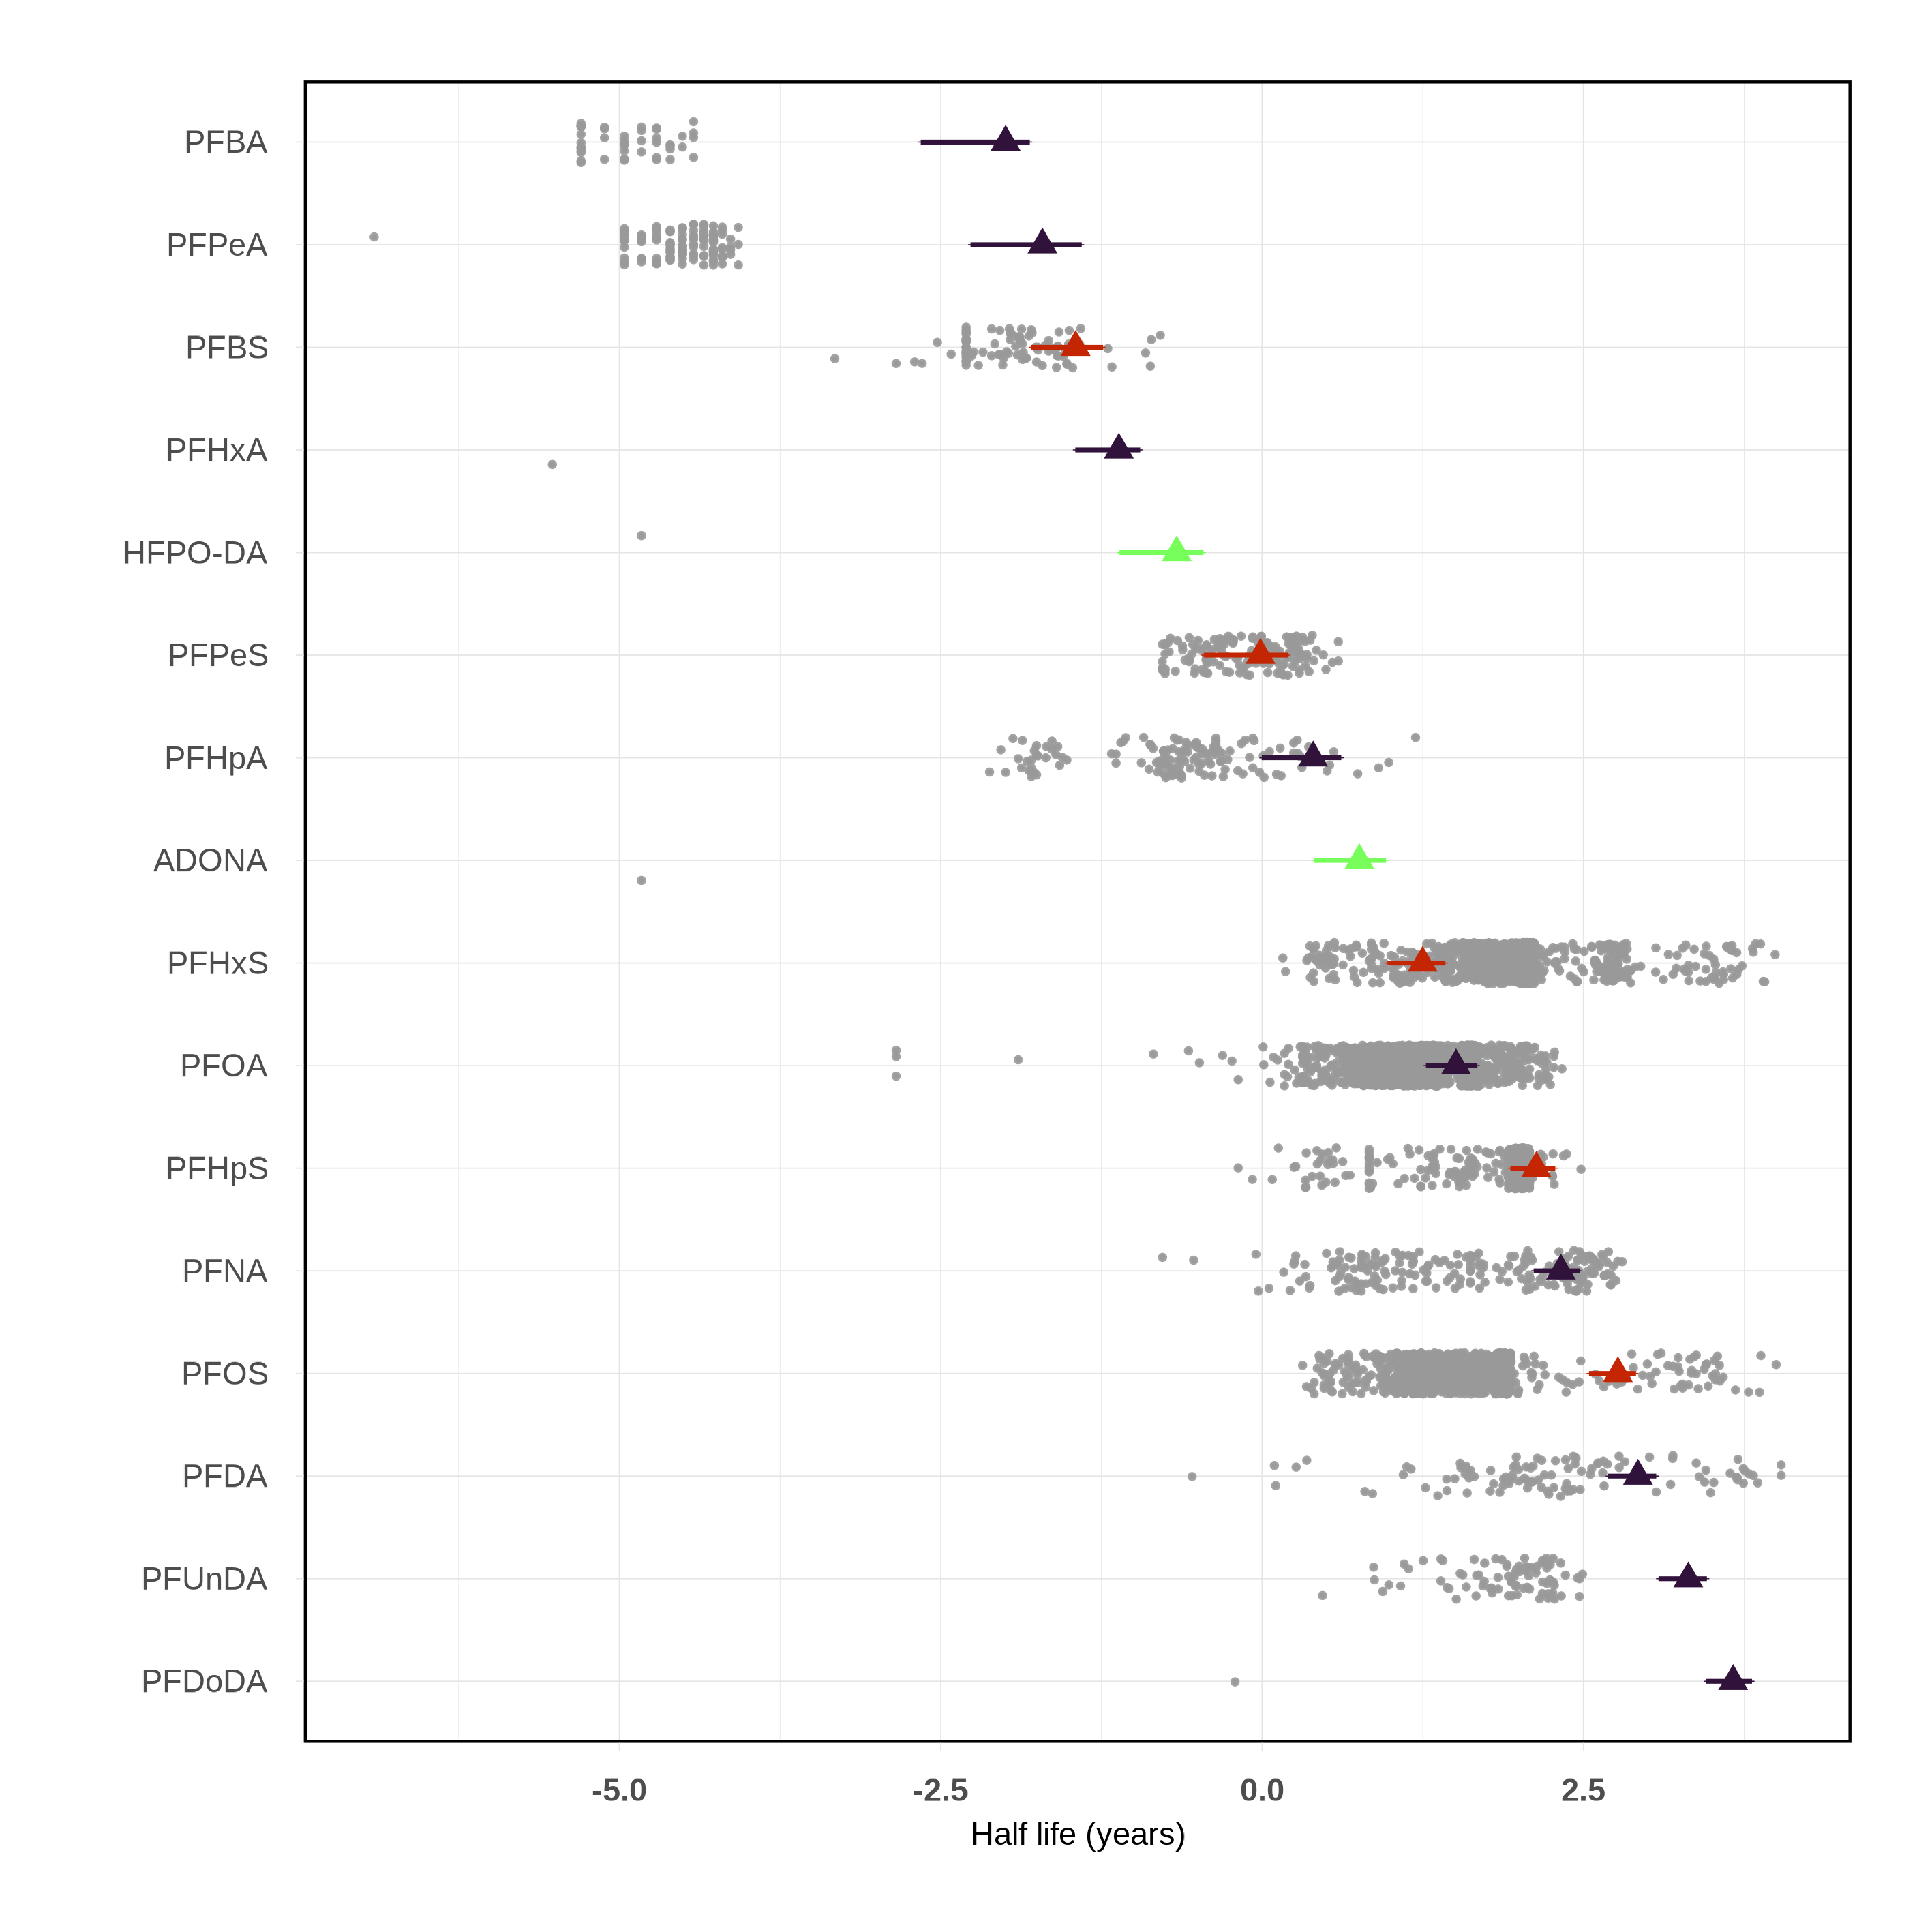 PFBA
PFPeA
PFBS
PFHxA
HFPO-DA
PFPeS
PFHpA
ADONA
PFHxS
PFOA
PFHpS
PFNA
PFOS
PFDA
PFUnDA
PFDoDA
-5.0 -2.5 0.0 2.5
Half life (years)